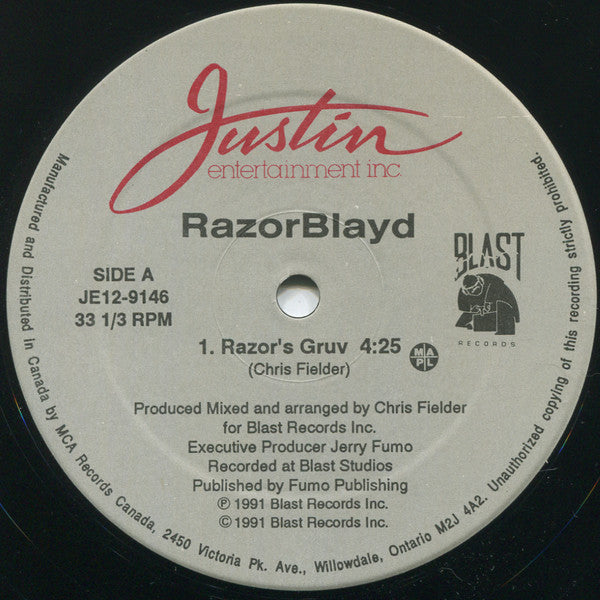 Justin
entertainment inc
RazorBlayd
SIDE A
JE12-9146
33 1/3 RPM
BLAST
RECORDS
1. Razor's Gruv 4:25
MAPL
(Chris Fielder)
Produced Mixed and arranged by Chris Fielder
for Blast Records Inc.
Executive Producer Jerry Fumo
Recorded at Blast Studios
Published by Fumo Publishing
℗ 1991 Blast Records Inc.
© 1991 Blast Records Inc.
Manufactured and Distributed in Canada by MCA Records Canada, 2450 Victoria Pk. Ave., Willowdale, Ontario M2J 4A2. Unauthorized copying of this recording strictly prohibited.